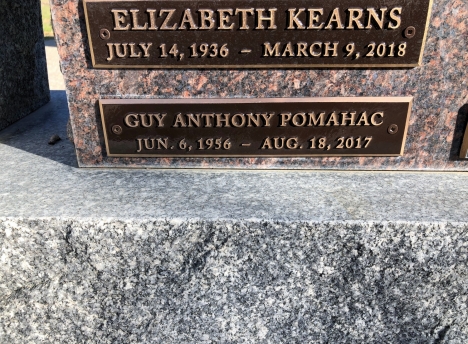 ELIZABETH KEARNS
JULY 14, 1936 ~ MARCH 9, 2018
GUY ANTHONY POMAHAC
JUN. 6, 1956 ~ AUG. 18, 2017